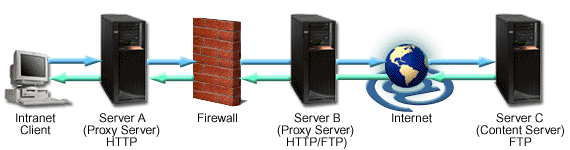 Intranet
Client
Server A
(Proxy Server)
HTTP
Firewall
Server B
(Proxy Server)
HTTP/FTP)
Internet
Server C
(Content Server)
FTP